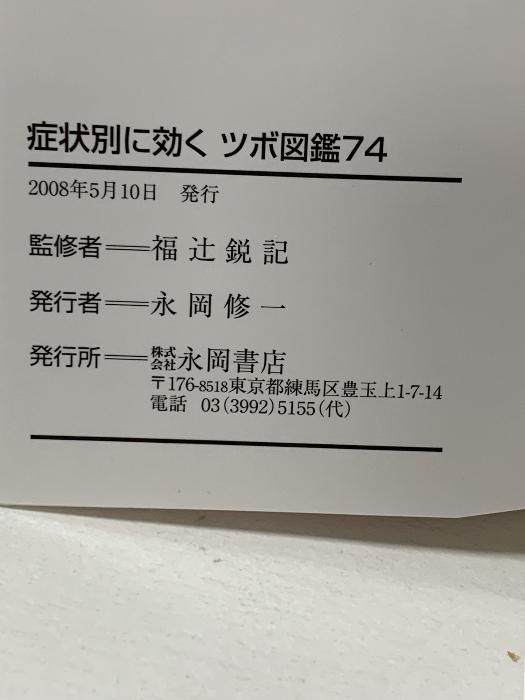 症状別に効く ツボ図鑑74
2008年5月10日 発行
監修者══福辻鋭記
発行者══永岡修一
発行所══株式会社永岡書店
〒176-8518東京都練馬区豊玉上1-7-14
電話 03(3992)5155(代)